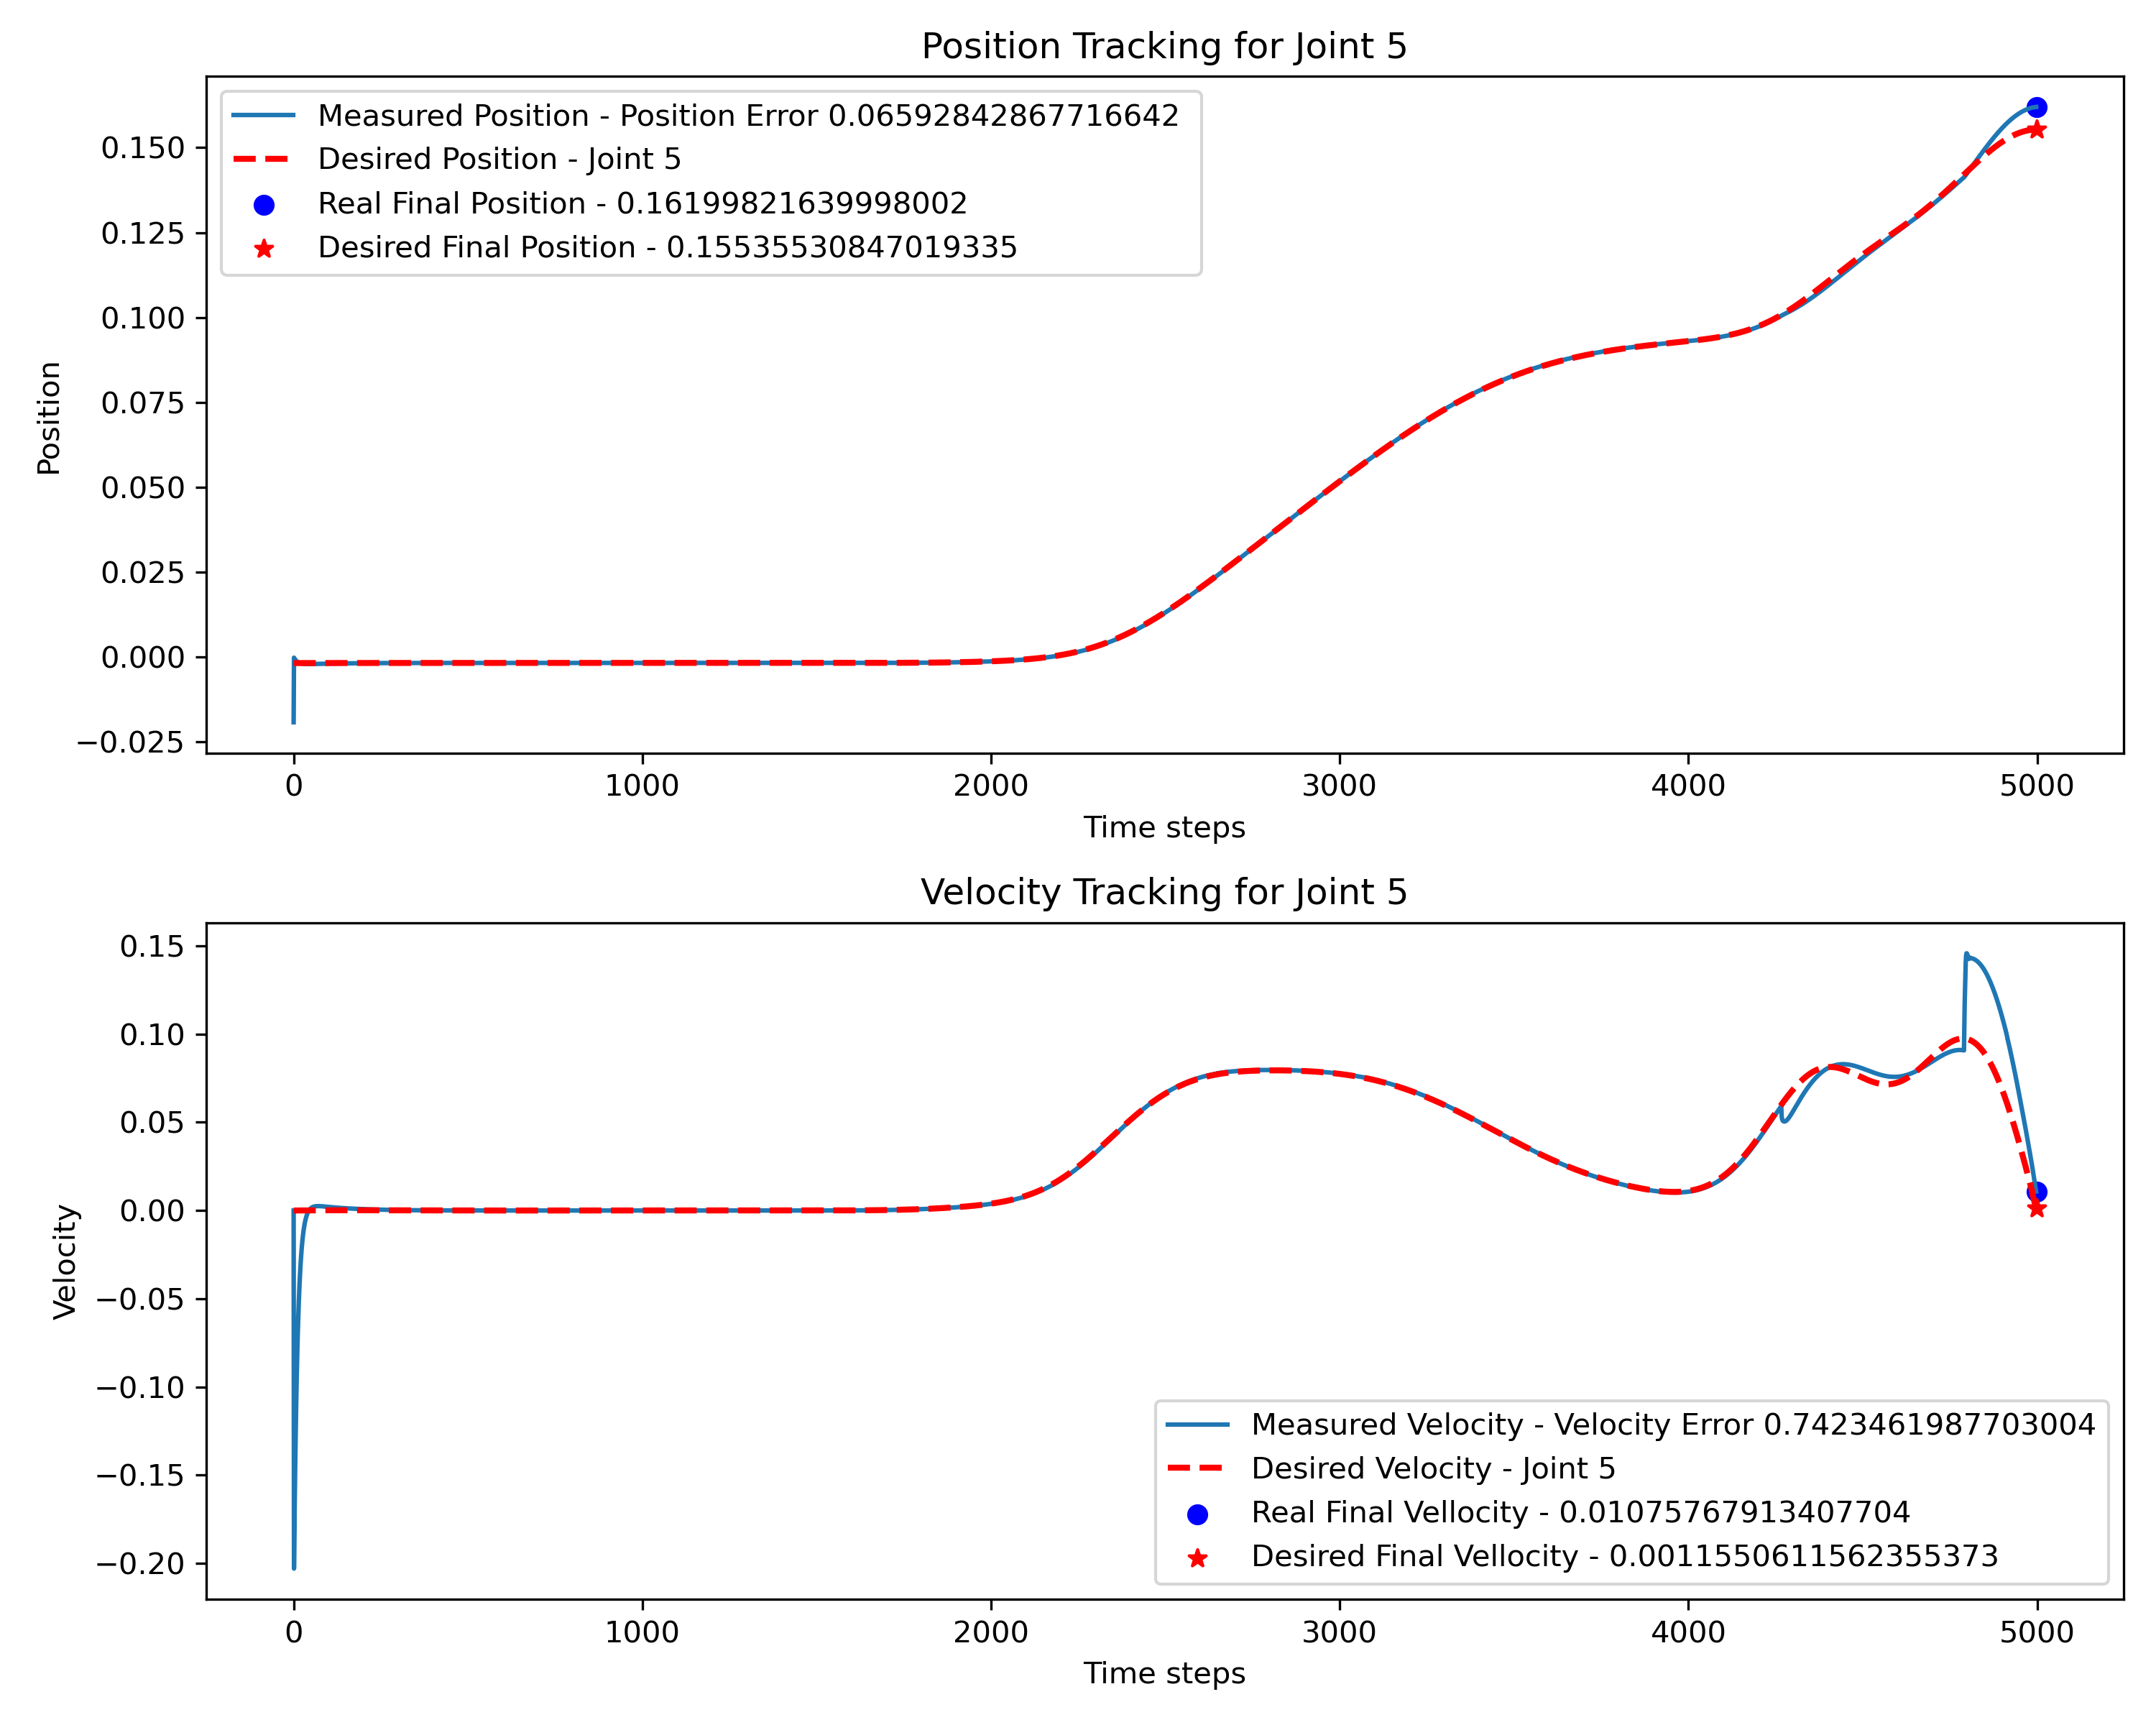 Position Tracking for Joint 5
Measured Position - Position Error 0.06592842867716642
Desired Position - Joint 5
Real Final Position - 0.16199821639998002
Desired Final Position - 0.15535530847019335
Position
0.150
0.125
0.100
0.075
0.050
0.025
0.000
−0.025
0 1000 2000 3000 4000 5000
Time steps
Velocity Tracking for Joint 5
Velocity
0.15
0.10
0.05
0.00
−0.05
−0.10
−0.15
−0.20
Measured Velocity - Velocity Error 0.7423461987703004
Desired Velocity - Joint 5
Real Final Vellocity - 0.01075767913407704
Desired Final Vellocity - 0.0011550611562355373
0 1000 2000 3000 4000 5000
Time steps